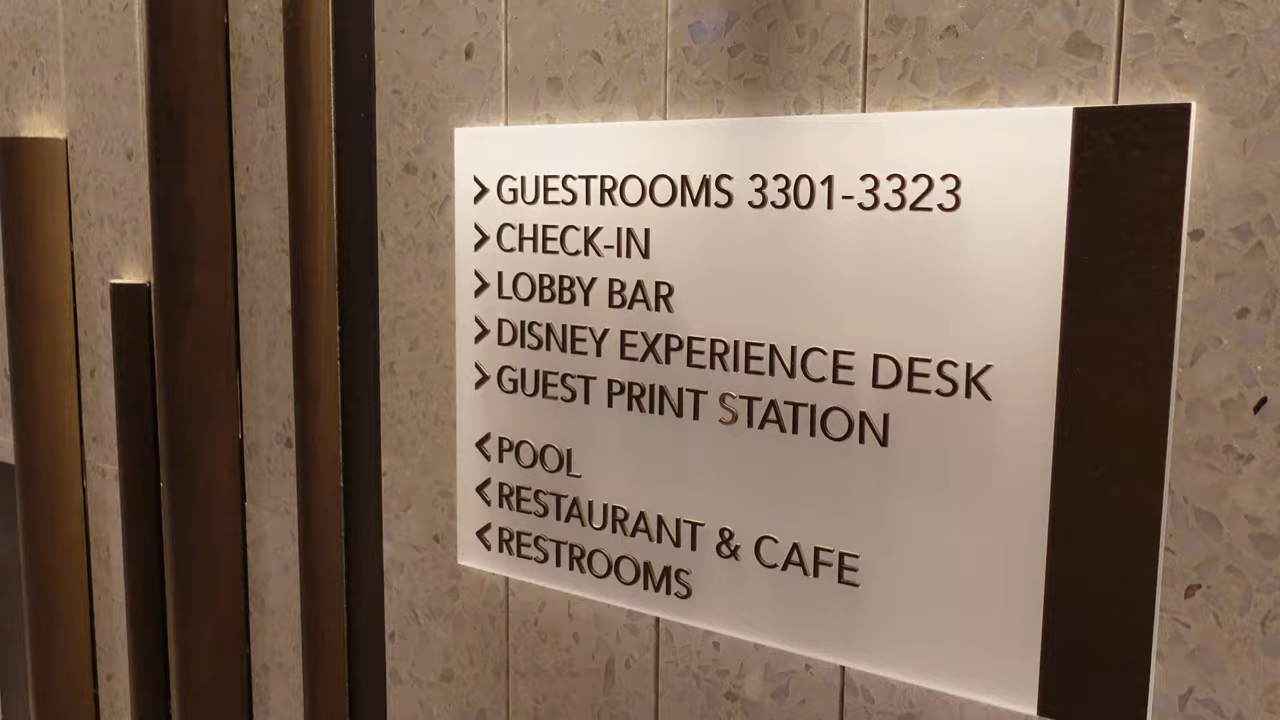 > GUESTROOMS 3301-3323
> CHECK-IN
> LOBBY BAR
> DISNEY EXPERIENCE DESK
> GUEST PRINT STATION
< POOL
< RESTAURANT & CAFE
< RESTROOMS